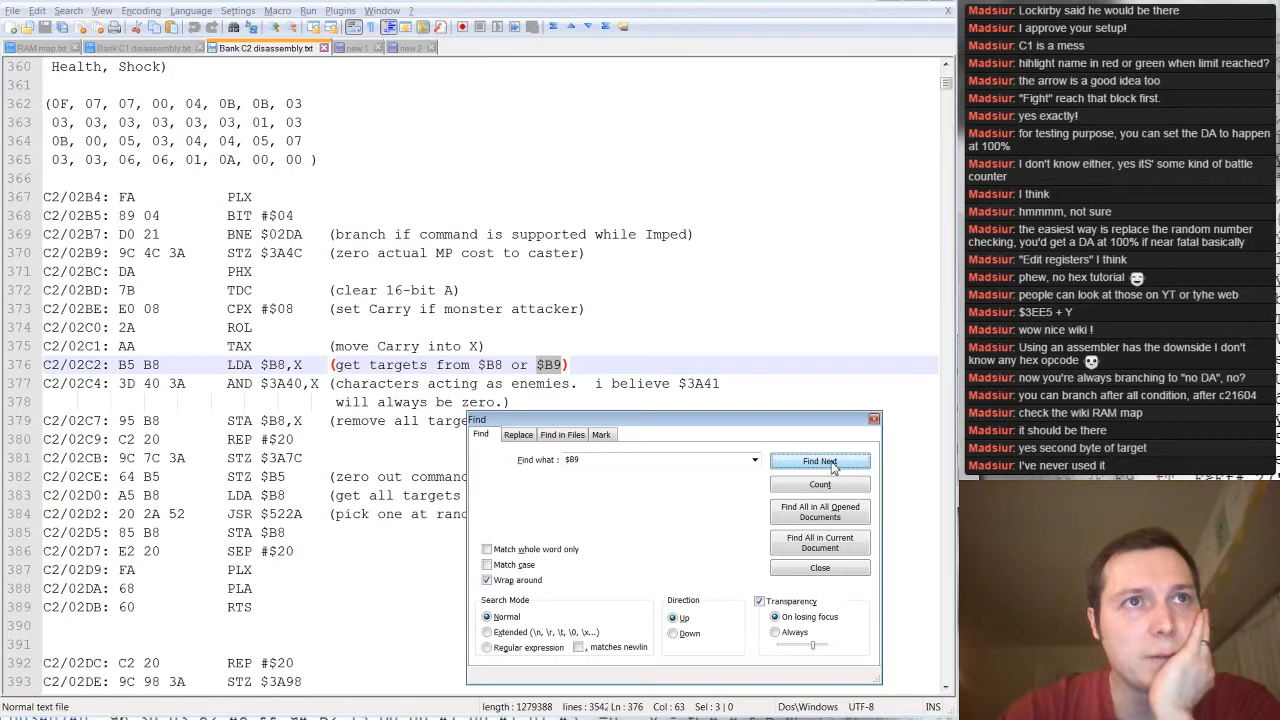 File Edit Search View Encoding Language Settings Macro Run Plugins Window ? X
RAM map.txt Bank C1 disassembly.txt Bank C2 disassembly.txt new 1 new 2
360 Health, Shock)
361
362 (0F, 07, 07, 00, 04, 0B, 0B, 03
363 03, 03, 03, 03, 03, 03, 01, 03
364 0B, 00, 05, 03, 04, 04, 05, 07
365 03, 03, 06, 06, 01, 0A, 00, 00 )
366
367 C2/02B4: FA PLX
368 C2/02B5: 89 04 BIT #$04
369 C2/02B7: D0 21 BNE $02DA (branch if command is supported while Imped)
370 C2/02B9: 9C 4C 3A STZ $3A4C (zero actual MP cost to caster)
371 C2/02BC: DA PHX
372 C2/02BD: 7B TDC (clear 16-bit A)
373 C2/02BE: E0 08 CPX #$08 (set Carry if monster attacker)
374 C2/02C0: 2A ROL
375 C2/02C1: AA TAX (move Carry into X)
376 C2/02C2: B5 B8 LDA $B8,X (get targets from $B8 or $B9)
377 C2/02C4: 3D 40 3A AND $3A40,X (characters acting as enemies. i believe $3A41
378 will always be zero.)
379 C2/02C7: 95 B8 STA $B8,X (remove all targe
380 C2/02C9: C2 20 REP #$20
381 C2/02CB: 9C 7C 3A STZ $3A7C
382 C2/02CE: 64 B5 STZ $B5 (zero out command
383 C2/02D0: A5 B8 LDA $B8 (get all targets
384 C2/02D2: 20 2A 52 JSR $522A (pick one at rand
385 C2/02D5: 85 B8 STA $B8
386 C2/02D7: E2 20 SEP #$20
387 C2/02D9: FA PLX
388 C2/02DA: 68 PLA
389 C2/02DB: 60 RTS
390
391
392 C2/02DC: C2 20 REP #$20
393 C2/02DE: 9C 98 3A STZ $3A98
Find
Find Replace Find in Files Mark
Find what : $B9
Find Next
Count
Find All in All Opened Documents
Find All in Current Document
Close
Match whole word only
Match case
Wrap around
Search Mode
Normal
Extended (\n, \r, \t, \0, \x...)
Regular expression , matches newlin
Direction
Up
Down
Transparency
On losing focus
Always
Normal text file length : 1279388 lines : 3542 Ln : 376 Col : 63 Sel : 3 | 0 Dos\Windows UTF-8 INS
Madsiur: Lockirby said he would be there
Madsiur: I approve your setup!
Madsiur: C1 is a mess
Madsiur: hihlight name in red or green when limit reached?
Madsiur: the arrow is a good idea too
Madsiur: "Fight" reach that block first.
Madsiur: yes exactly!
Madsiur: for testing purpose, you can set the DA to happen
at 100%
Madsiur: I don't know either, yes itS' some kind of battle
counter
Madsiur: I think
Madsiur: hmmmm, not sure
Madsiur: the easiest way is replace the random number
checking, you'd get a DA at 100% if near fatal basically
Madsiur: "Edit registers" I think
Madsiur: phew, no hex tutorial
Madsiur: people can look at those on YT or tyhe web
Madsiur: $3EE5 + Y
Madsiur: wow nice wiki !
Madsiur: Using an assembler has the downside I don't
know any hex opcode
Madsiur: now you're always branching to "no DA", no?
Madsiur: you can branch after all condition, after c21604
Madsiur: check the wiki RAM map
Madsiur: it should be there
Madsiur: yes second byte of target
Madsiur: I've never used it